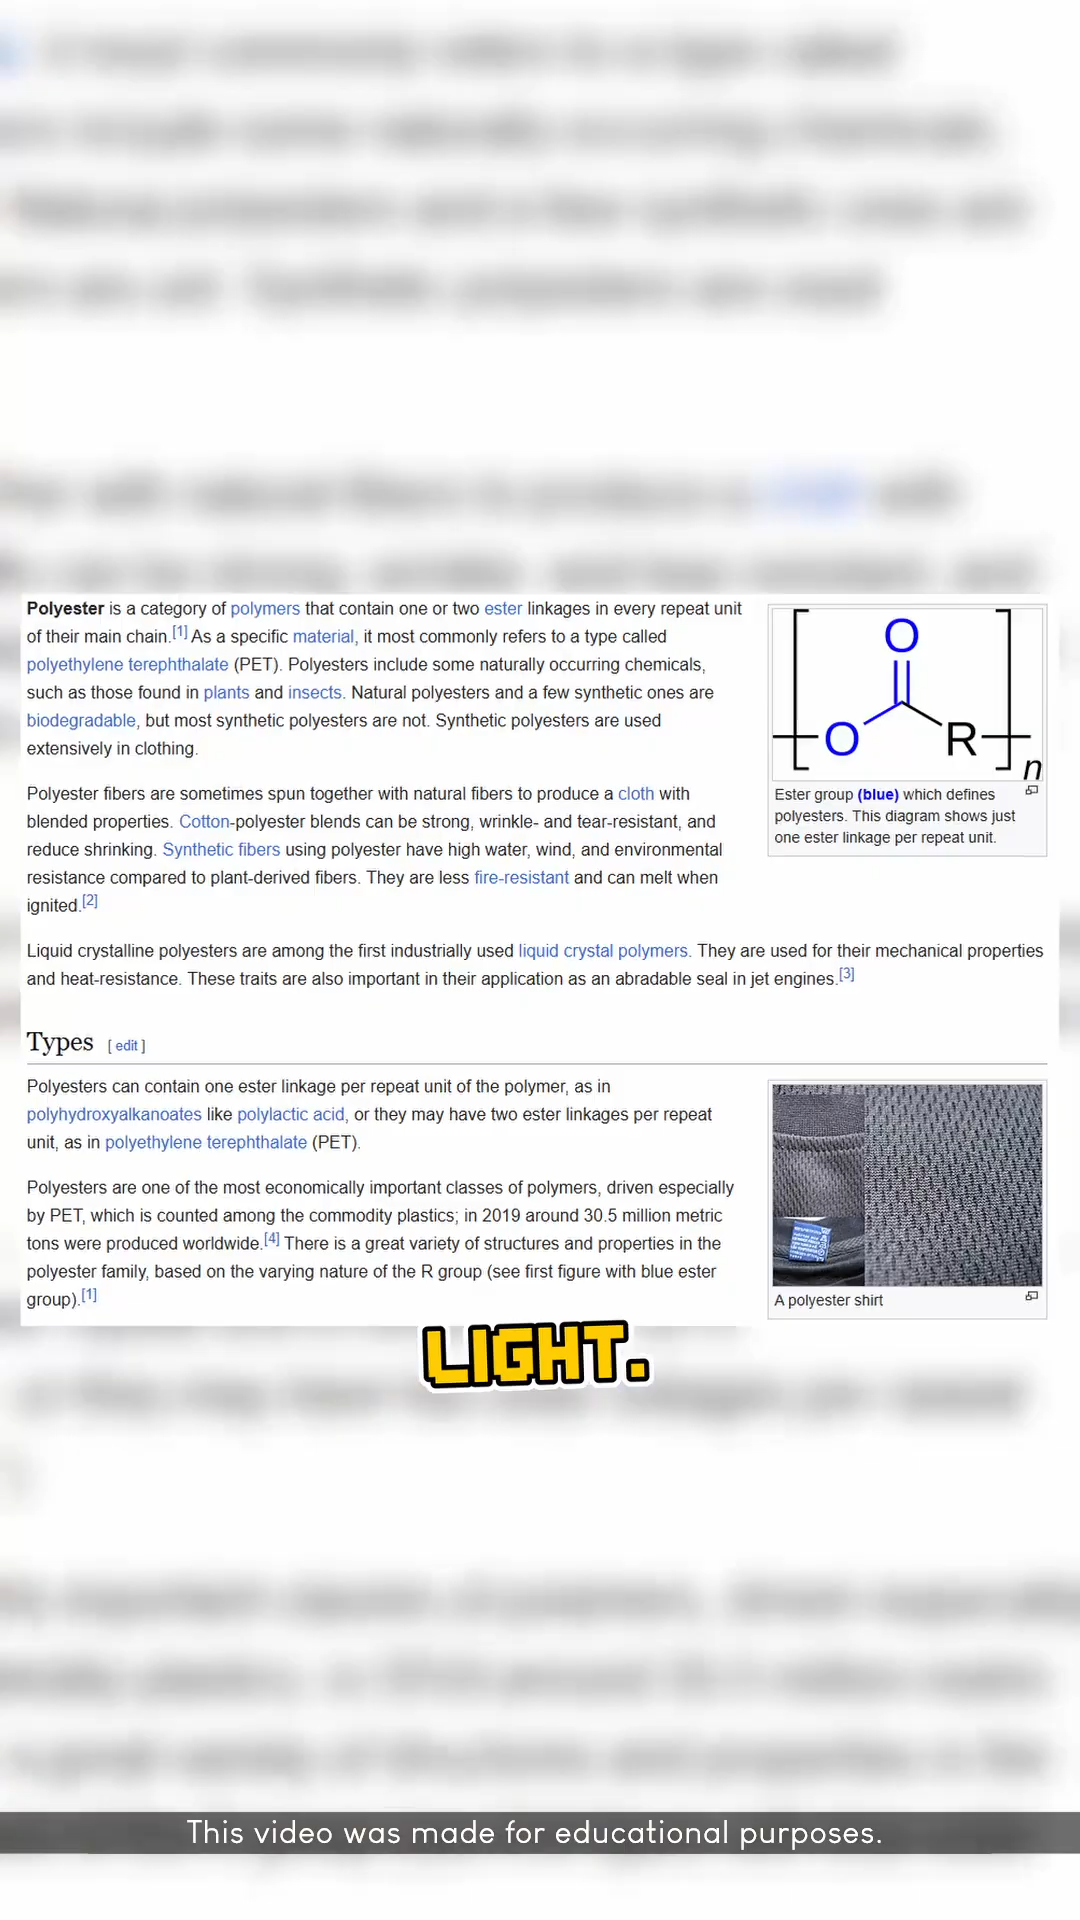 Polyester is a category of polymers that contain one or two ester linkages in every repeat unit
of their main chain.[1] As a specific material, it most commonly refers to a type called
polyethylene terephthalate (PET). Polyesters include some naturally occurring chemicals,
such as those found in plants and insects. Natural polyesters and a few synthetic ones are
biodegradable, but most synthetic polyesters are not. Synthetic polyesters are used
extensively in clothing.
O
O
R
n
Ester group (blue) which defines
polyesters. This diagram shows just
one ester linkage per repeat unit.
Polyester fibers are sometimes spun together with natural fibers to produce a cloth with
blended properties. Cotton-polyester blends can be strong, wrinkle- and tear-resistant, and
reduce shrinking. Synthetic fibers using polyester have high water, wind, and environmental
resistance compared to plant-derived fibers. They are less fire-resistant and can melt when
ignited.[2]
Liquid crystalline polyesters are among the first industrially used liquid crystal polymers. They are used for their mechanical properties
and heat-resistance. These traits are also important in their application as an abradable seal in jet engines.[3]
Types [ edit ]
Polyesters can contain one ester linkage per repeat unit of the polymer, as in
polyhydroxyalkanoates like polylactic acid, or they may have two ester linkages per repeat
unit, as in polyethylene terephthalate (PET).
Polyesters are one of the most economically important classes of polymers, driven especially
by PET, which is counted among the commodity plastics; in 2019 around 30.5 million metric
tons were produced worldwide.[4] There is a great variety of structures and properties in the
polyester family, based on the varying nature of the R group (see first figure with blue ester
group).[1]
A polyester shirt
LIGHT.
This video was made for educational purposes.